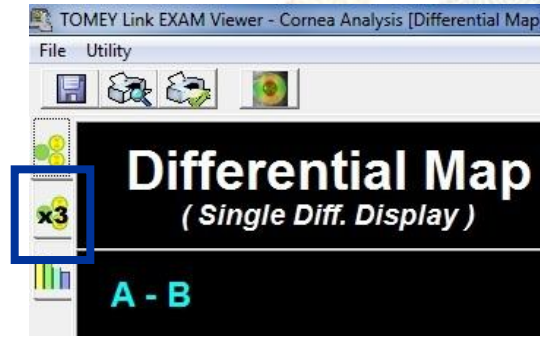 TOMEY Link EXAM Viewer - Cornea Analysis [Differential Map
File Utility
Differential Map
x3
( Single Diff. Display )
A - B